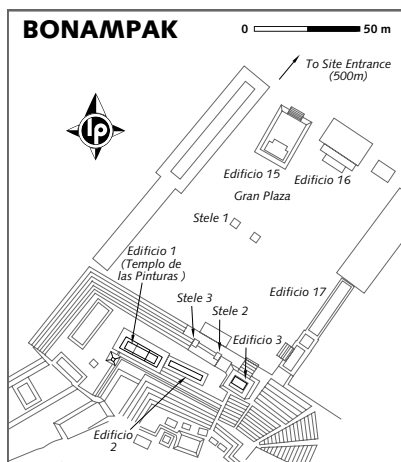 BONAMPAK
0 50 m
To Site Entrance
(500m)
lp
Edificio 15
Edificio 16
Gran Plaza
Stele 1
Edificio 1
(Templo de
las Pinturas )
Edificio 17
Stele 3
Stele 2
Edificio 3
Edificio
2